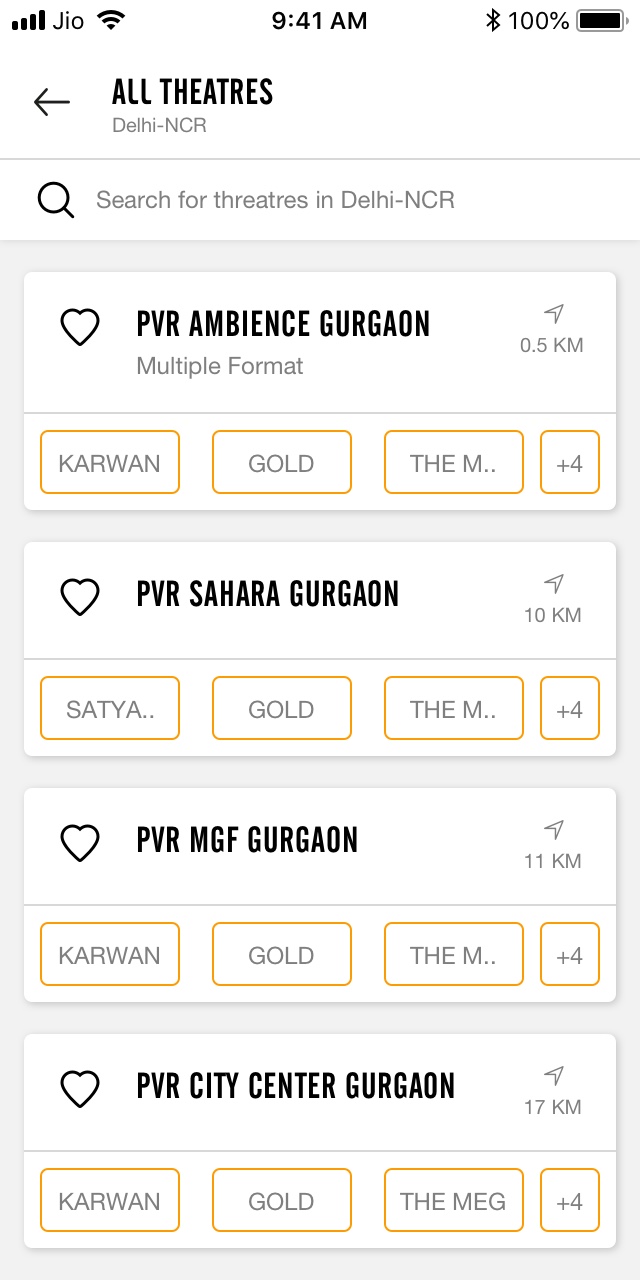 Jio 9:41 AM 100%
ALL THEATRES
Delhi-NCR
Search for threatres in Delhi-NCR
PVR AMBIENCE GURGAON
0.5 KM
Multiple Format
KARWAN GOLD THE M.. +4
PVR SAHARA GURGAON
10 KM
SATYA.. GOLD THE M.. +4
PVR MGF GURGAON
11 KM
KARWAN GOLD THE M.. +4
PVR CITY CENTER GURGAON
17 KM
KARWAN GOLD THE MEG +4